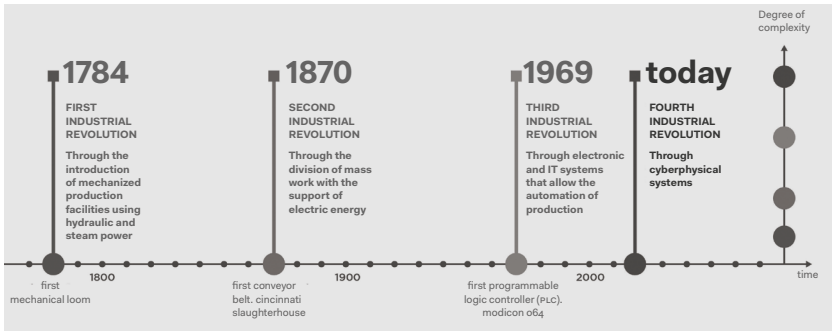 Degree of
complexity
1784
FIRST
INDUSTRIAL
REVOLUTION
Through the
introduction
of mechanized
production
facilities using
hydraulic and
steam power
1870
SECOND
INDUSTRIAL
REVOLUTION
Through the
division of mass
work with the
support of
electric energy
1969
THIRD
INDUSTRIAL
REVOLUTION
Through electronic
and IT systems
that allow the
automation of
production
today
FOURTH
INDUSTRIAL
REVOLUTION
Through
cyberphysical
systems
1800
1900
2000
time
first
mechanical loom
first conveyor
belt. cincinnati
slaughterhouse
first programmable
logic controller (PLC).
modicon 064